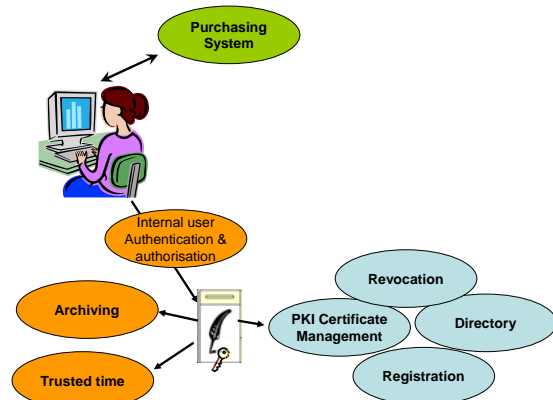 Purchasing
System
Internal user
Authentication &
authorisation
Revocation
Archiving
PKI Certificate
Management
Directory
Trusted time
Registration